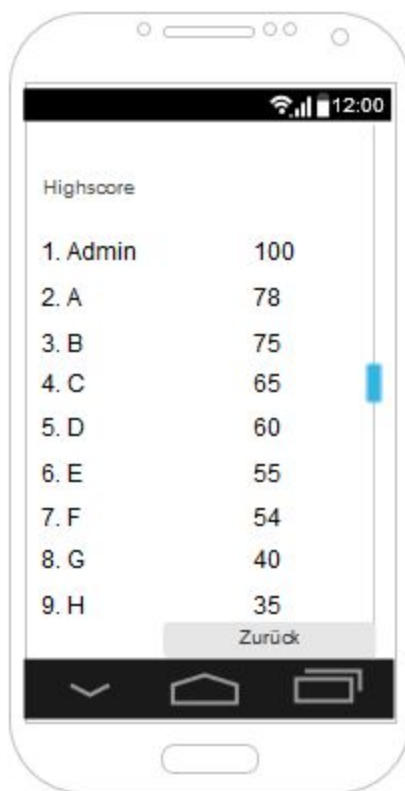 12:00
Highscore
1. Admin 100
2. A 78
3. B 75
4. C 65
5. D 60
6. E 55
7. F 54
8. G 40
9. H 35
Zurück